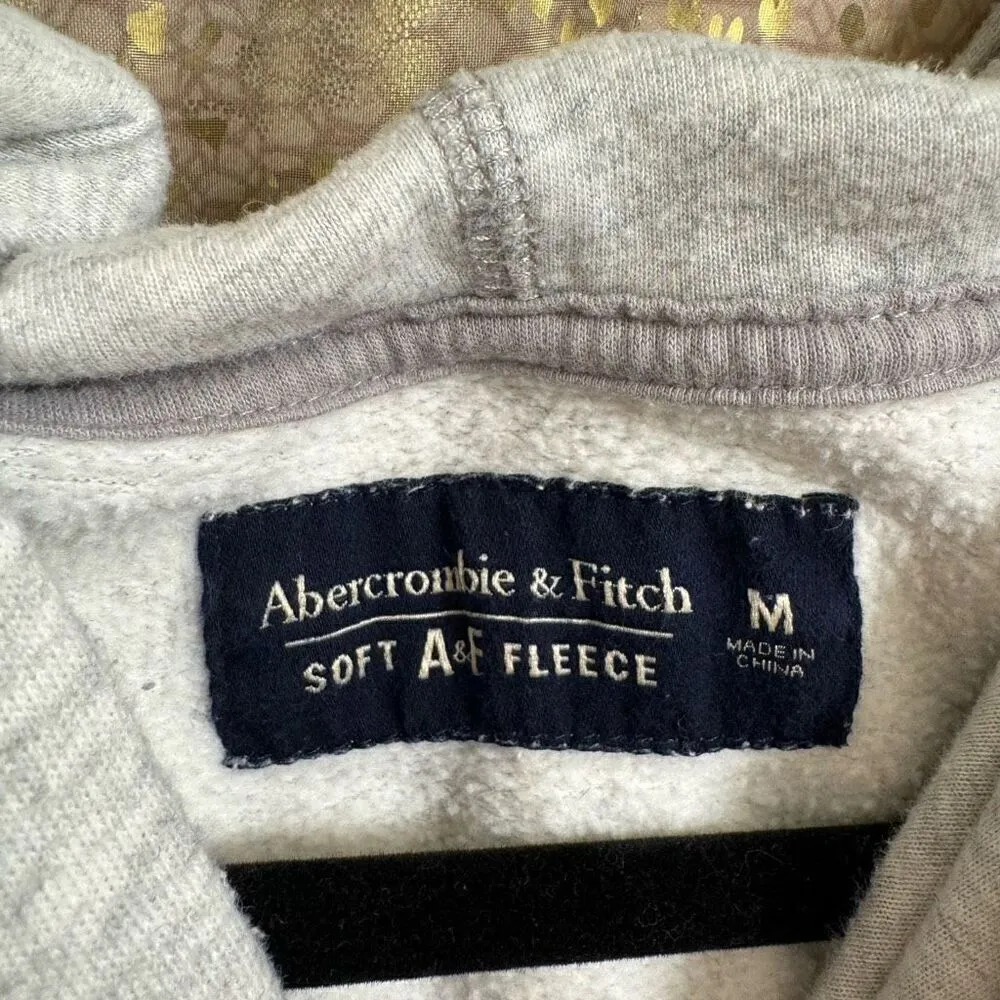 Abercrombie & Fitch
SOFT A&F FLEECE
M
MADE IN
CHINA